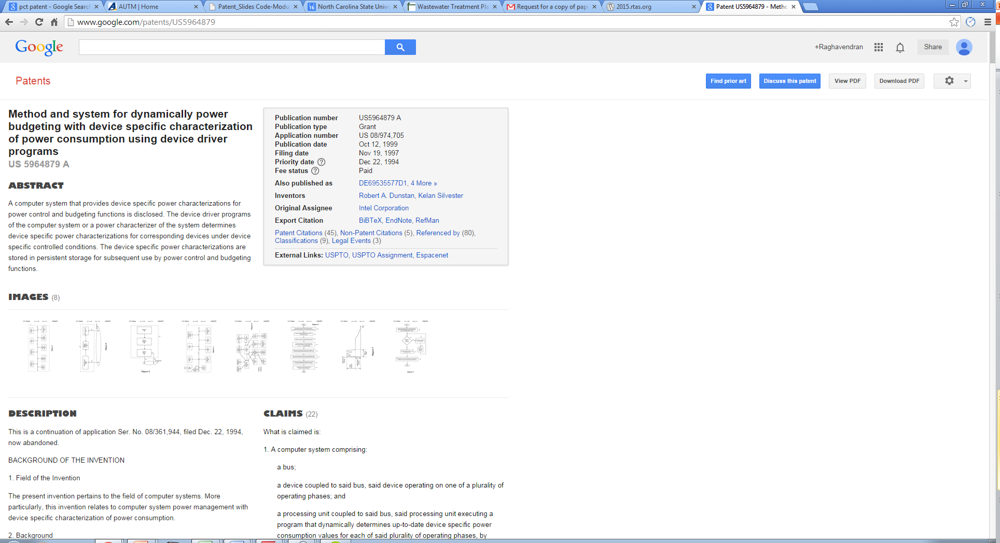 pct patent - Google Search
AUTM | Home
Patent_Slides Code-Modu
North Carolina State Univ
Wastewater Treatment Pla
Request for a copy of pap
2015.rtas.org
Patent US5964879 - Metho
www.google.com/patents/US5964879
Google
+Raghavendran
Share
Patents
Find prior art
Discuss this patent
View PDF
Download PDF
Method and system for dynamically power
budgeting with device specific characterization
of power consumption using device driver
programs
US 5964879 A
ABSTRACT
A computer system that provides device specific power characterizations for
power control and budgeting functions is disclosed. The device driver programs
of the computer system or a power characterizer of the system determines
device specific power characterizations for corresponding devices under device
specific controlled conditions. The device specific power characterizations are
stored in persistent storage for subsequent use by power control and budgeting
functions.
Publication number US5964879 A
Publication type Grant
Application number US 08/974,705
Publication date Oct 12, 1999
Filing date Nov 19, 1997
Priority date ? Dec 22, 1994
Fee status ? Paid
Also published as DE69535577D1, 4 More »
Inventors Robert A. Dunstan, Kelan Silvester
Original Assignee Intel Corporation
Export Citation BiBTeX, EndNote, RefMan
Patent Citations (45), Non-Patent Citations (5), Referenced by (80),
Classifications (9), Legal Events (3)
External Links: USPTO, USPTO Assignment, Espacenet
IMAGES (8)
DESCRIPTION
This is a continuation of application Ser. No. 08/361,944, filed Dec. 22, 1994,
now abandoned.
BACKGROUND OF THE INVENTION
1. Field of the Invention
The present invention pertains to the field of computer systems. More
particularly, this invention relates to computer system power management with
device specific characterization of power consumption.
2. Background
CLAIMS (22)
What is claimed is:
1. A computer system comprising:
a bus;
a device coupled to said bus, said device operating on one of a plurality of
operating phases; and
a processing unit coupled to said bus, said processing unit executing a
program that dynamically determines up-to-date device specific power
consumption values for each of said plurality of operating phases, by